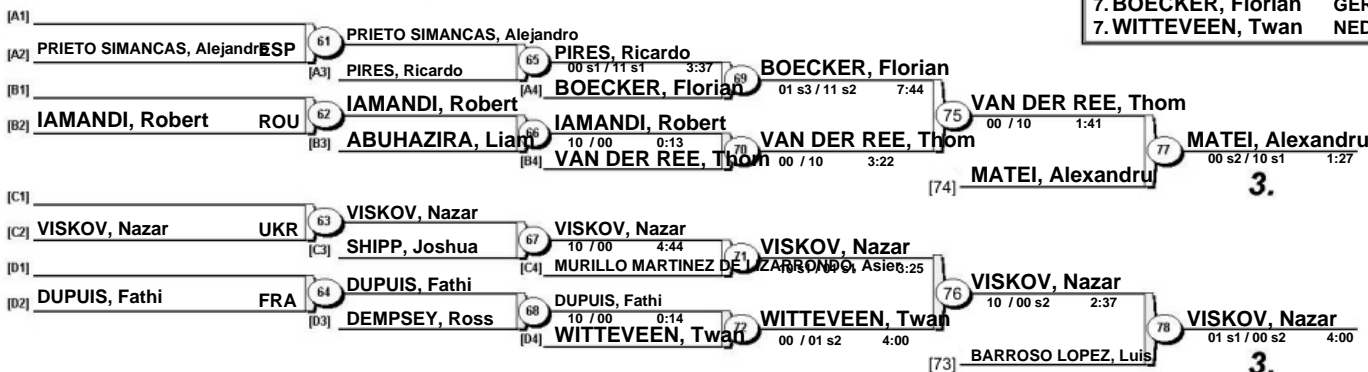 7. BOECKER, Florian GER
7. WITTEVEEN, Twan NED
[A1]
[A2] PRIETO SIMANCAS, Alejandro ESP
61 PRIETO SIMANCAS, Alejandro
[A3] PIRES, Ricardo
65 PIRES, Ricardo
00 s1 / 11 s1 3:37
[A4] BOECKER, Florian
69 BOECKER, Florian
01 s3 / 11 s2 7:44
[B1]
[B2] IAMANDI, Robert ROU
62 IAMANDI, Robert
[B3] ABUHAZIRA, Liam
66 IAMANDI, Robert
10 / 00 0:13
[B4] VAN DER REE, Thom
70 VAN DER REE, Thom
00 / 10 3:22
75 VAN DER REE, Thom
00 / 10 1:41
[74] MATEI, Alexandru
77 MATEI, Alexandru
00 s2 / 10 s1 1:27
3.
[C1]
[C2] VISKOV, Nazar UKR
63 VISKOV, Nazar
[C3] SHIPP, Joshua
67 VISKOV, Nazar
10 / 00 4:44
[C4] MURILLO MARTINEZ DE LIZARRONDO, Asier
71 VISKOV, Nazar
3:25
[D1]
[D2] DUPUIS, Fathi FRA
64 DUPUIS, Fathi
[D3] DEMPSEY, Ross
68 DUPUIS, Fathi
10 / 00 0:14
[D4] WITTEVEEN, Twan
72 WITTEVEEN, Twan
00 / 01 s2 4:00
76 VISKOV, Nazar
10 / 00 s2 2:37
[73] BARROSO LOPEZ, Luis
78 VISKOV, Nazar
01 s1 / 00 s2 4:00
3.